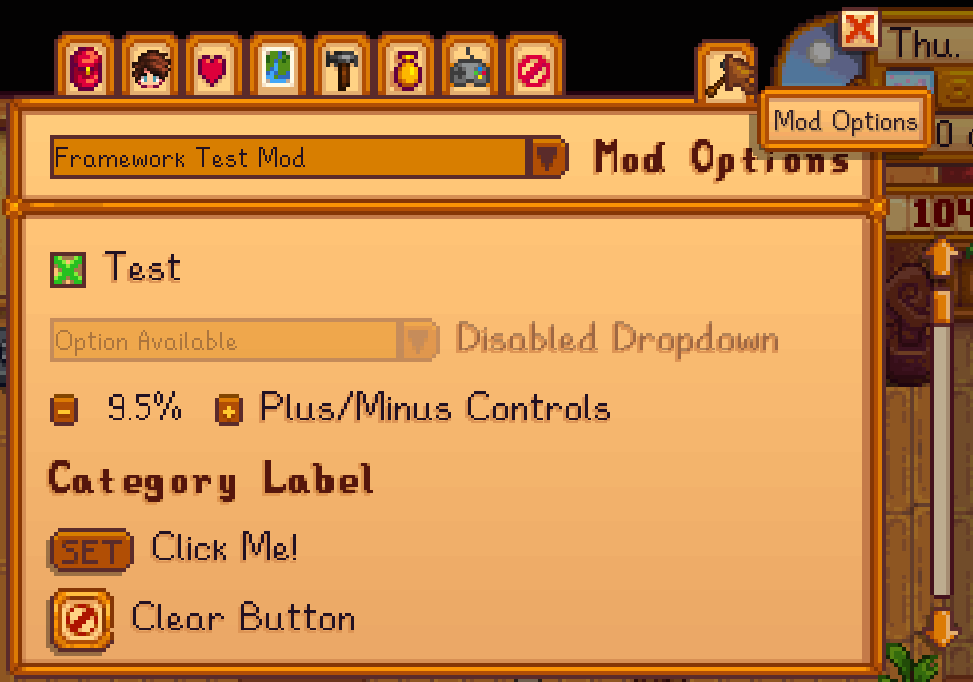 Thu.
Mod Options
Framework Test Mod
Mod Options
104
Test
Option Available
Disabled Dropdown
9.5%
Plus/Minus Controls
Category Label
SET
Click Me!
Clear Button